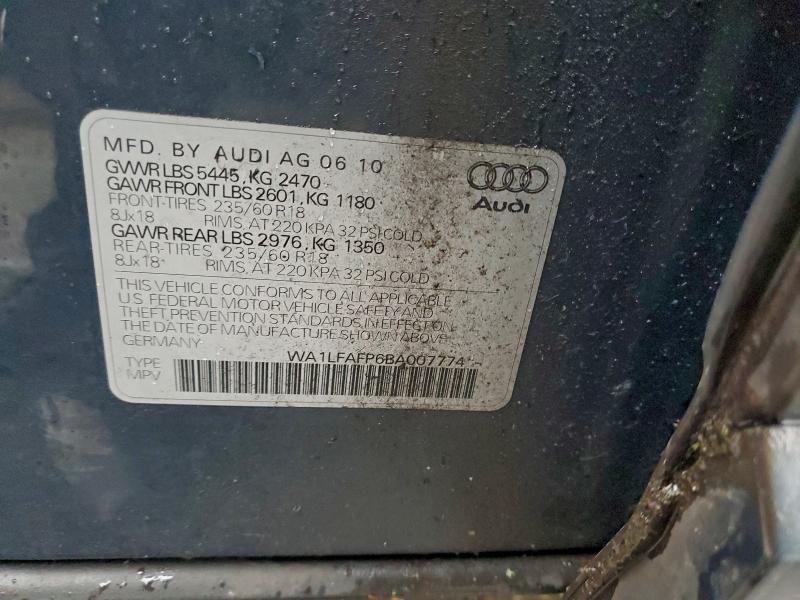 MFD. BY AUDI AG 06 10
GVWR LBS 5445, KG 2470
GAWR FRONT LBS 2601, KG 1180
FRONT-TIRES 235/60 R18
8Jx18 RIMS, AT 220 KPA 32 PSI COLD
GAWR REAR LBS 2976, KG 1350
REAR-TIRES 235/60 R18
8Jx18 RIMS, AT 220 KPA 32 PSI COLD
Audi
THIS VEHICLE CONFORMS TO ALL APPLICABLE
U.S. FEDERAL MOTOR VEHICLE SAFETY AND
THEFT PREVENTION STANDARDS IN EFFECT ON
THE DATE OF MANUFACTURE SHOWN ABOVE.
GERMANY
WA1LFAFP6BA007774
TYPE
MPV